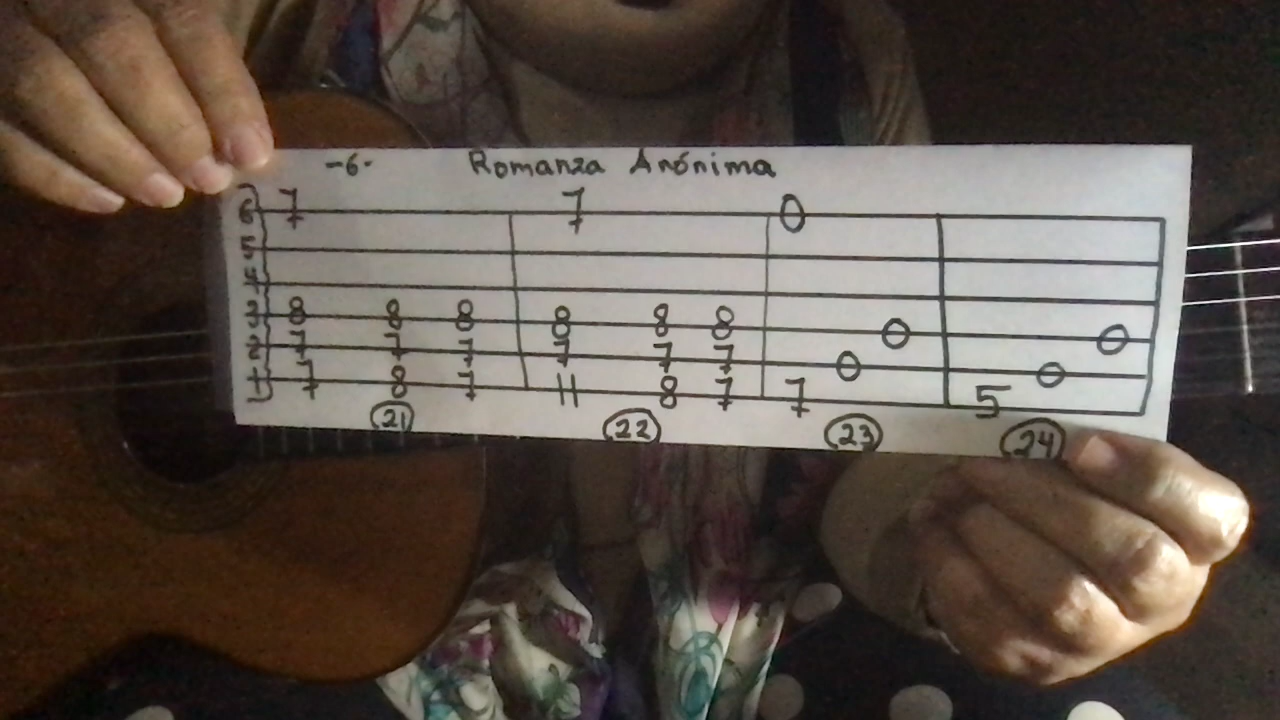 -6- Romanza Anónima
6 7 7 0
5
4
3 8 8 8 8 8 8 0
2 7 7 7 7 7 7 0 0 0
1 7 8 7 11 8 7 7 5
21 22 23 24